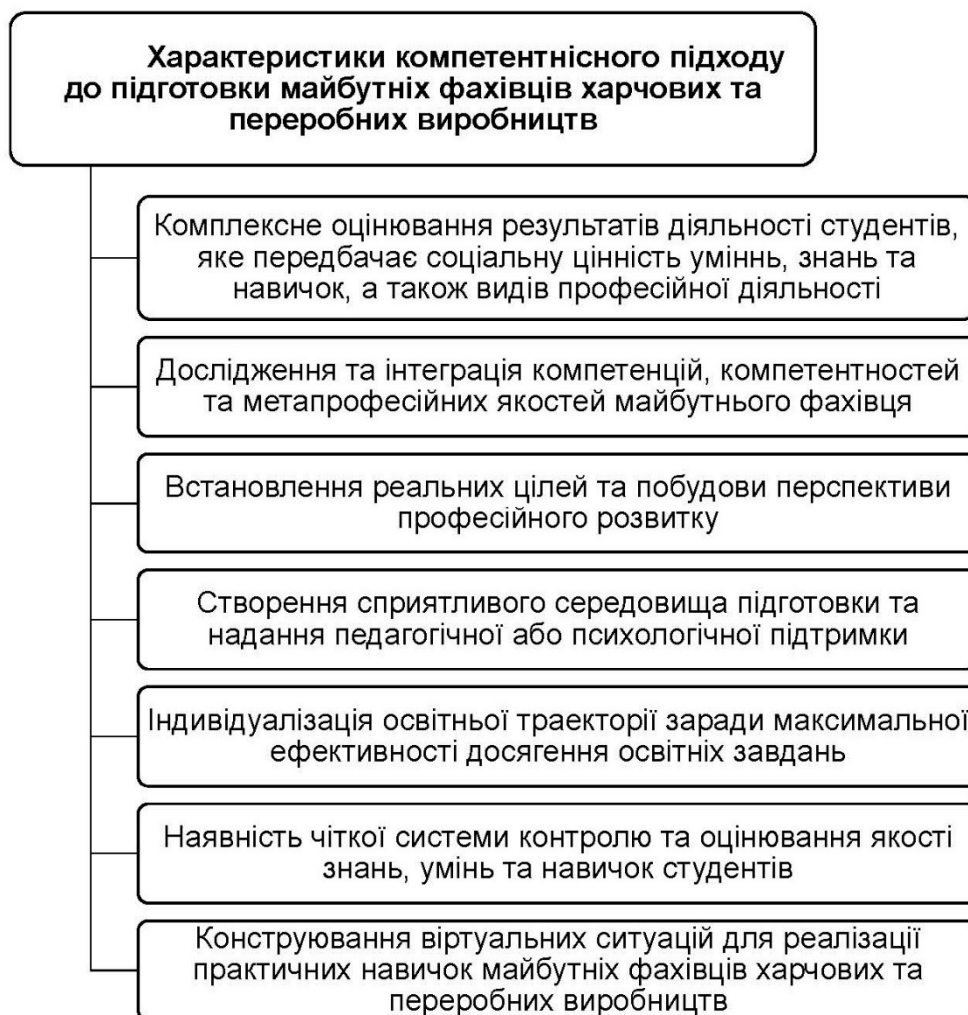 Характеристики компетентнісного підходу
до підготовки майбутніх фахівців харчових та
переробних виробництв
Комплексне оцінювання результатів діяльності студентів,
яке передбачає соціальну цінність уміннь, знань та
навичок, а також видів професійної діяльності
Дослідження та інтеграція компетенцій, компетентностей
та метапрофесійних якостей майбутнього фахівця
Встановлення реальних цілей та побудови перспективи
професійного розвитку
Створення сприятливого середовища підготовки та
надання педагогічної або психологічної підтримки
Індивідуалізація освітньої траекторії заради максимальної
ефективності досягення освітніх завдань
Наявність чіткої системи контролю та оцінювання якості
знань, умінь та навичок студентів
Конструювання віртуальних ситуацій для реалізації
практичних навичок майбутніх фахівців харчових та
переробних виробництв